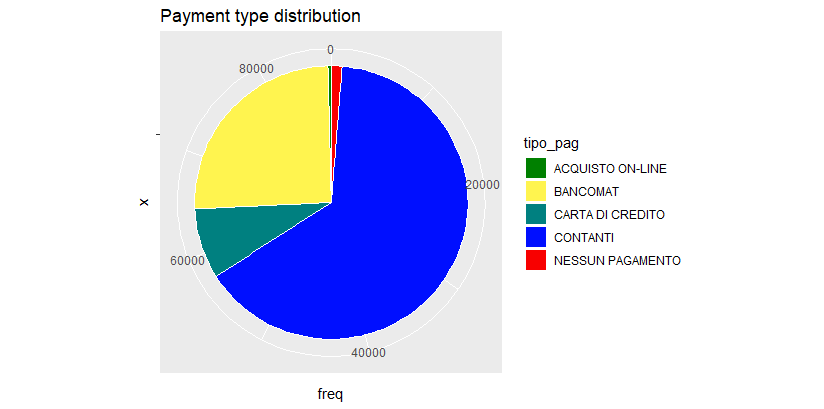 Payment type distribution
0
80000
20000
60000
40000
x
freq
tipo_pag
ACQUISTO ON-LINE
BANCOMAT
CARTA DI CREDITO
CONTANTI
NESSUN PAGAMENTO